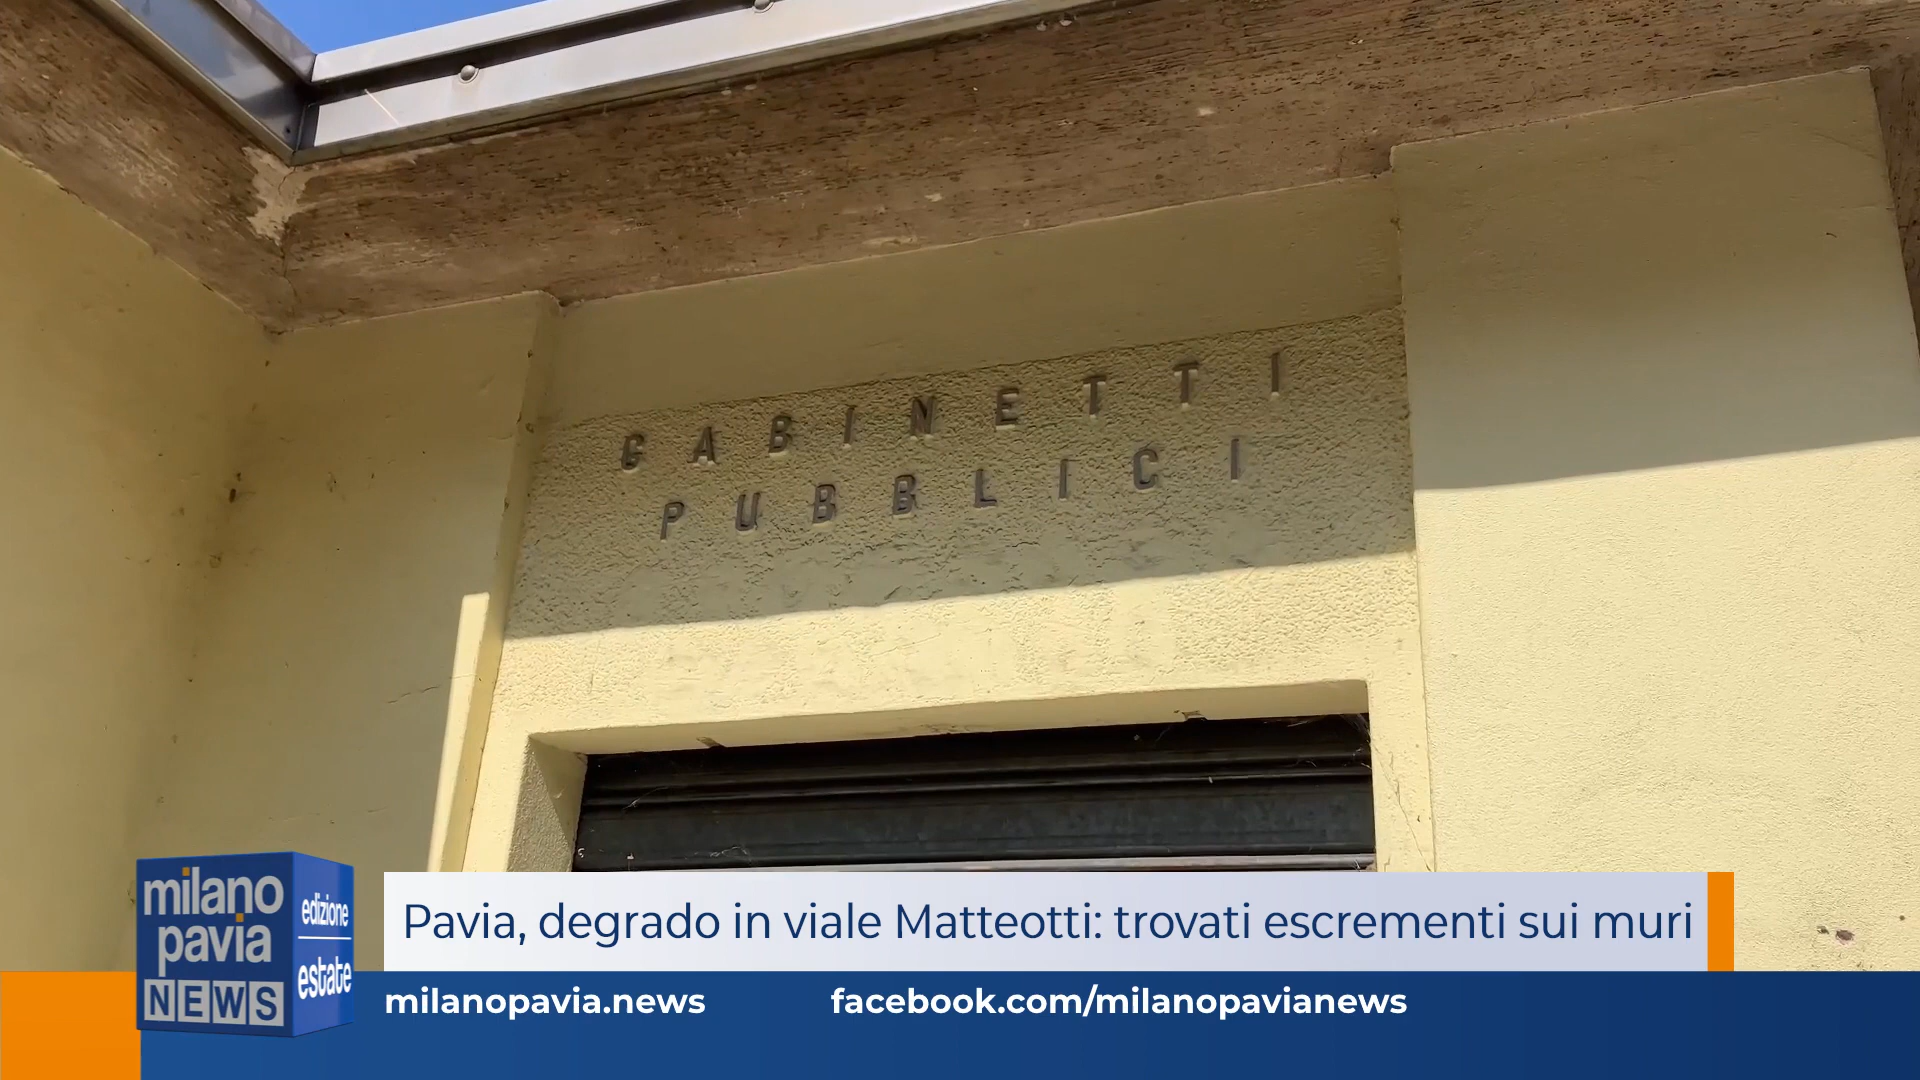 GABINETTI
PUBBLICI
Pavia, degrado in viale Matteotti: trovati escrementi sui muri
milano
pavia
NEWS
edizione
estate
milanopavia.news
facebook.com/milanopavianews